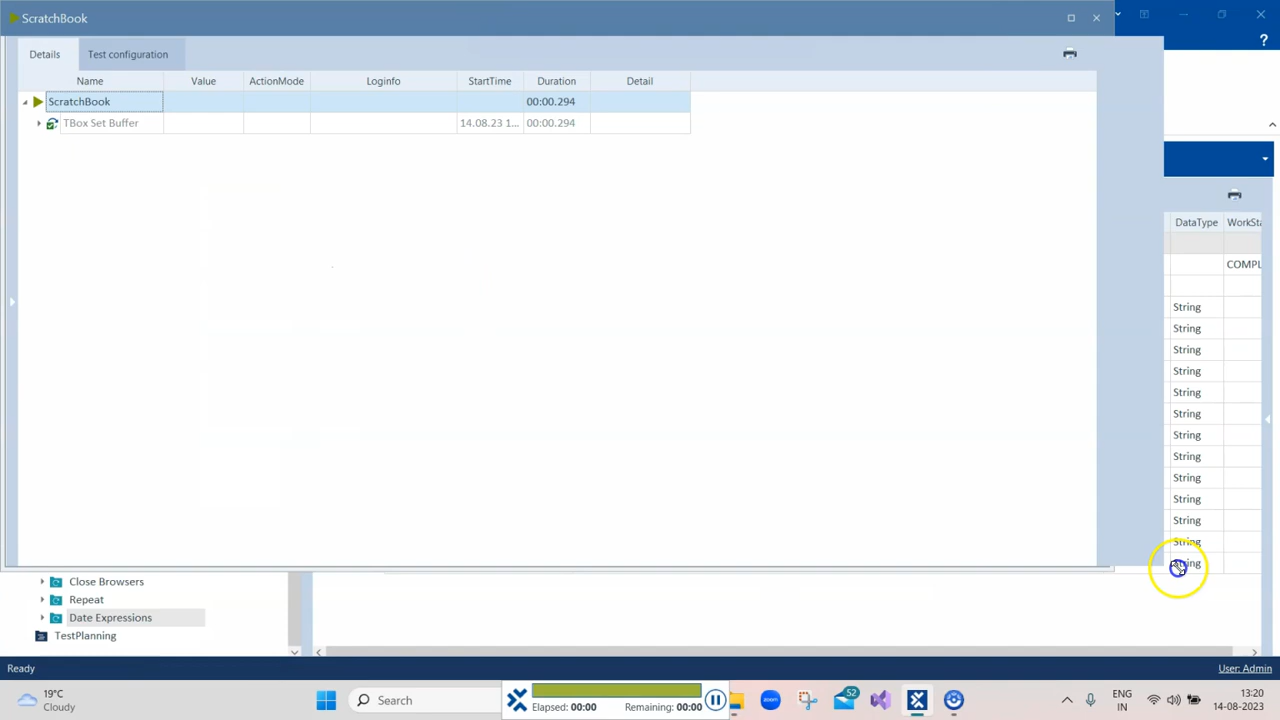 ScratchBook
?
Details
Test configuration
Name Value ActionMode Loginfo StartTime Duration Detail
ScratchBook 00:00.294
TBox Set Buffer 14.08.23 1... 00:00.294
DataType WorkSta
COMPL
String
String
String
String
String
String
String
String
String
String
String
String
String
Close Browsers
Repeat
Date Expressions
TestPlanning
Ready
User: Admin
19°C
Cloudy
Search
Elapsed: 00:00 Remaining: 00:00
zoom
52
ENG
IN
13:20
14-08-2023